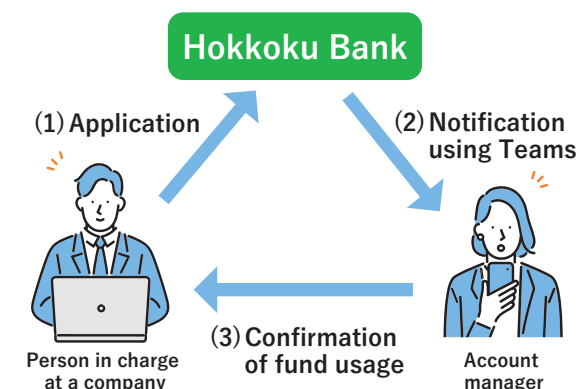 Hokkoku Bank
(1) Application
(2) Notification
using Teams
(3) Confirmation
of fund usage
Person in charge
at a company
Account
manager